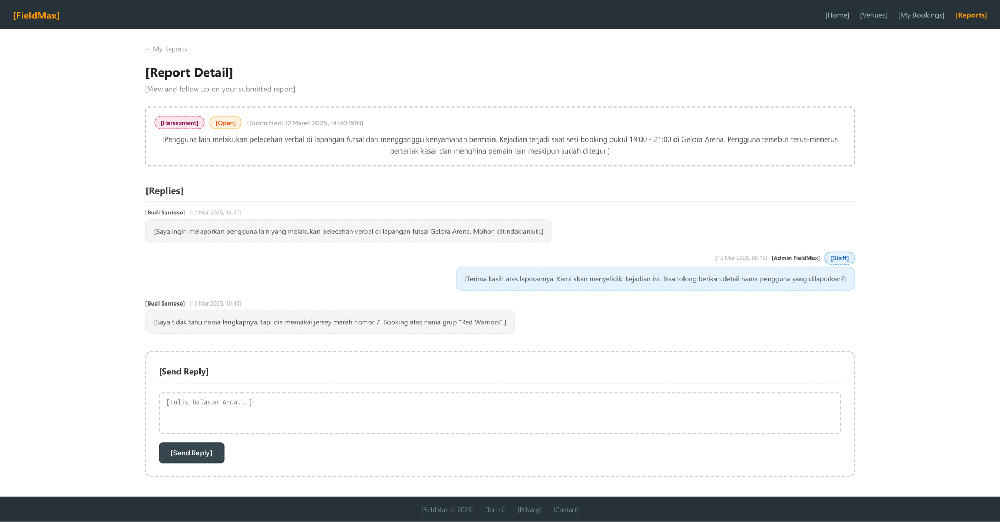 [FieldMax]
[Home] [Venues] [My Bookings] [Reports]
← My Reports
[Report Detail]
[View and follow up on your submitted report]
[Harassment] [Open] [Submitted: 12 Maret 2025, 14:30 WIB]
[Pengguna lain melakukan pelecehan verbal di lapangan futsal dan mengganggu kenyamanan bermain. Kejadian terjadi saat sesi booking pukul 19:00 - 21:00 di Gelora Arena. Pengguna tersebut terus-menerus
berteriak kasar dan menghina pemain lain meskipun sudah ditegur.]
[Replies]
[Budi Santoso] [12 Mar 2025, 14:30]
[Saya ingin melaporkan pengguna lain yang melakukan pelecehan verbal di lapangan futsal Gelora Arena. Mohon ditindaklanjuti.]
[13 Mar 2025, 09:15] [Admin FieldMax] [Staff]
[Terima kasih atas laporannya. Kami akan menyelidiki kejadian ini. Bisa tolong berikan detail nama pengguna yang dilaporkan?]
[Budi Santoso] [13 Mar 2025, 10:45]
[Saya tidak tahu nama lengkapnya, tapi dia memakai jersey merah nomor 7. Booking atas nama grup "Red Warriors".]
[Send Reply]
[Tulis balasan Anda...]
[Send Reply]
[FieldMax © 2025] [Terms] [Privacy] [Contact]